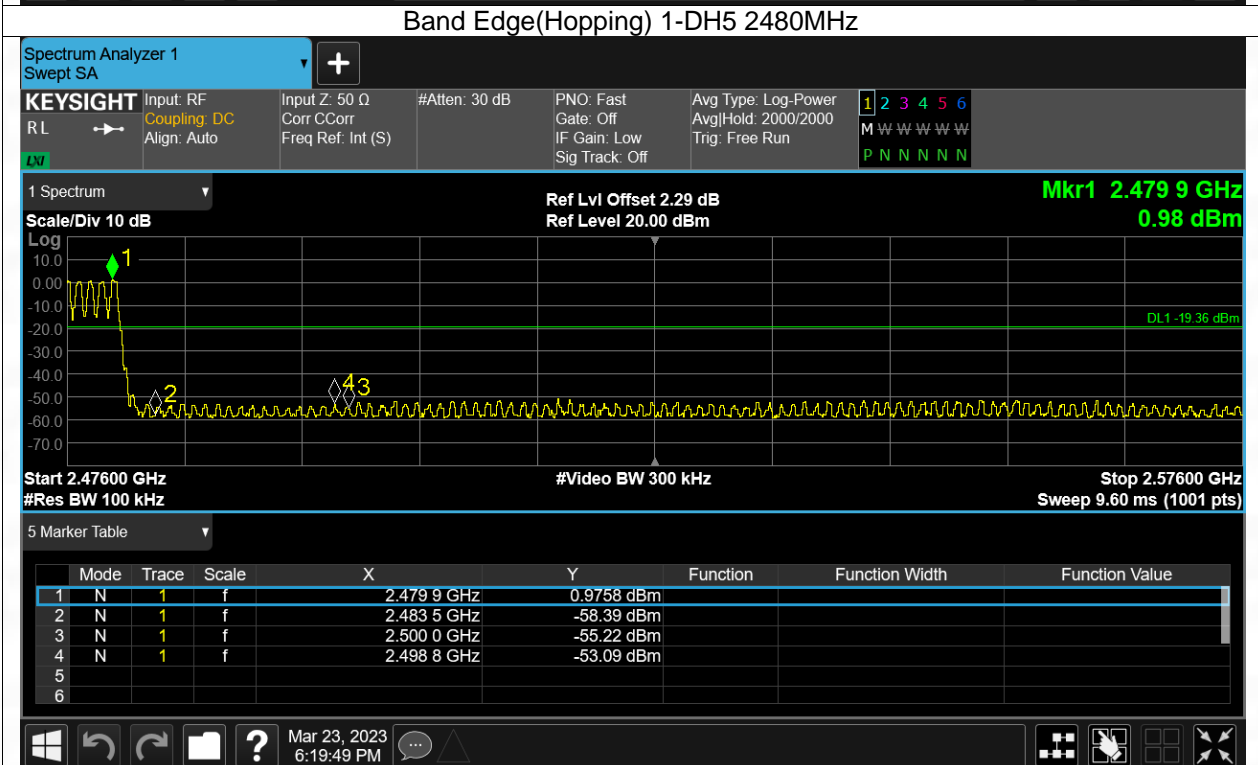 Band Edge(Hopping) 1-DH5 2480MHz
Spectrum Analyzer 1
Swept SA
+
KEYSIGHT Input: RF Input Z: 50 Ω #Atten: 30 dB PNO: Fast Avg Type: Log-Power 1 2 3 4 5 6
RL Coupling: DC Corr CCorr Gate: Off Avg|Hold: 2000/2000 M W W W W W
Align: Auto Freq Ref: Int (S) IF Gain: Low Trig: Free Run
LXI Sig Track: Off P N N N N N
1 Spectrum Ref Lvl Offset 2.29 dB Mkr1 2.479 9 GHz
Scale/Div 10 dB Ref Level 20.00 dBm 0.98 dBm
Log
1
10.0
0.00
-10.0
DL1 -19.36 dBm
-20.0
-30.0
-40.0
2 4 3
-50.0
-60.0
-70.0
Start 2.47600 GHz #Video BW 300 kHz Stop 2.57600 GHz
#Res BW 100 kHz Sweep 9.60 ms (1001 pts)
5 Marker Table
Mode Trace Scale X Y Function Function Width Function Value
1 N 1 f 2.479 9 GHz 0.9758 dBm
2 N 1 f 2.483 5 GHz -58.39 dBm
3 N 1 f 2.500 0 GHz -55.22 dBm
4 N 1 f 2.498 8 GHz -53.09 dBm
5
6
? Mar 23, 2023
6:19:49 PM